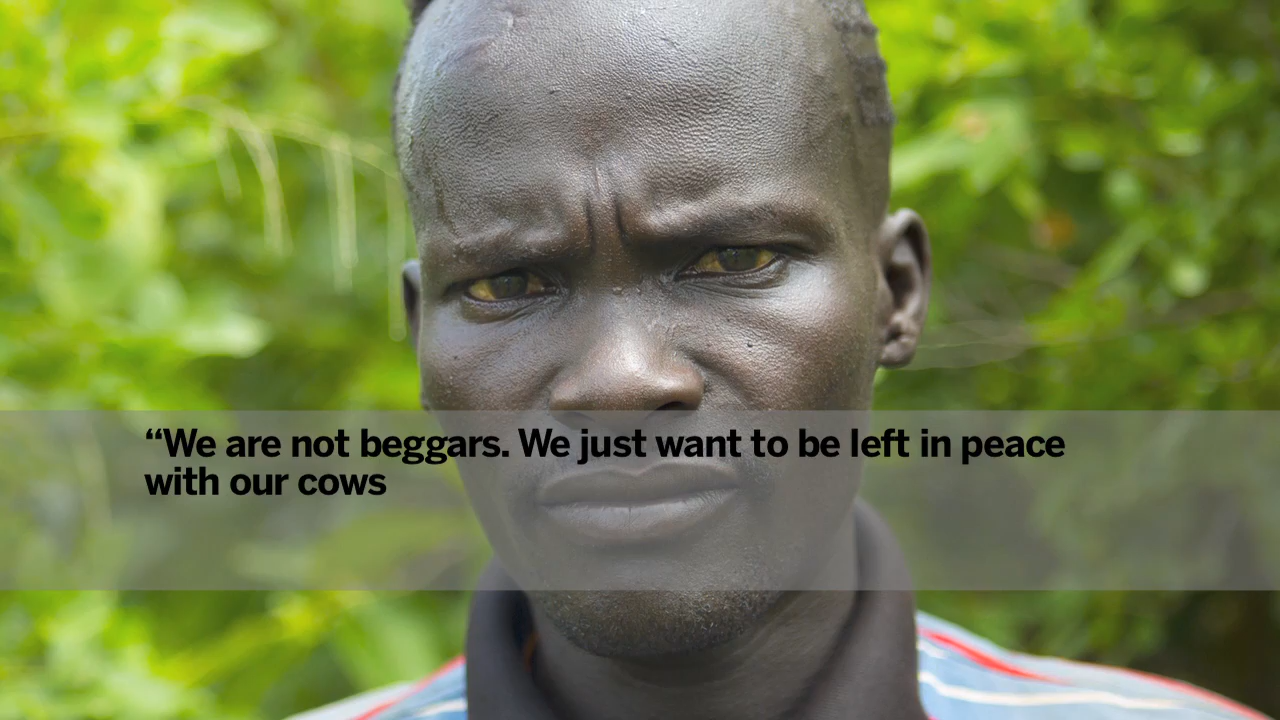 “We are not beggars. We just want to be left in peace
with our cows